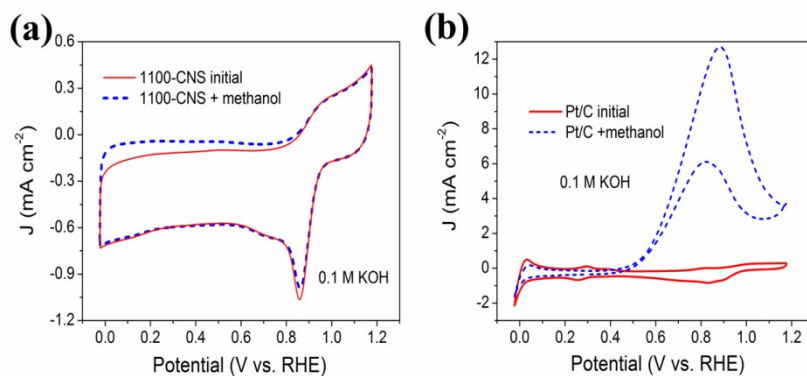 (a)
J (mA cm⁻²)
0.6
0.3
0.0
-0.3
-0.6
-0.9
-1.2
1100-CNS initial
1100-CNS + methanol
0.1 M KOH
0.0 0.2 0.4 0.6 0.8 1.0 1.2
Potential (V vs. RHE)
(b)
J (mA cm⁻²)
12
10
8
6
4
2
0
-2
Pt/C initial
Pt/C +methanol
0.1 M KOH
0.0 0.2 0.4 0.6 0.8 1.0 1.2
Potential (V vs. RHE)